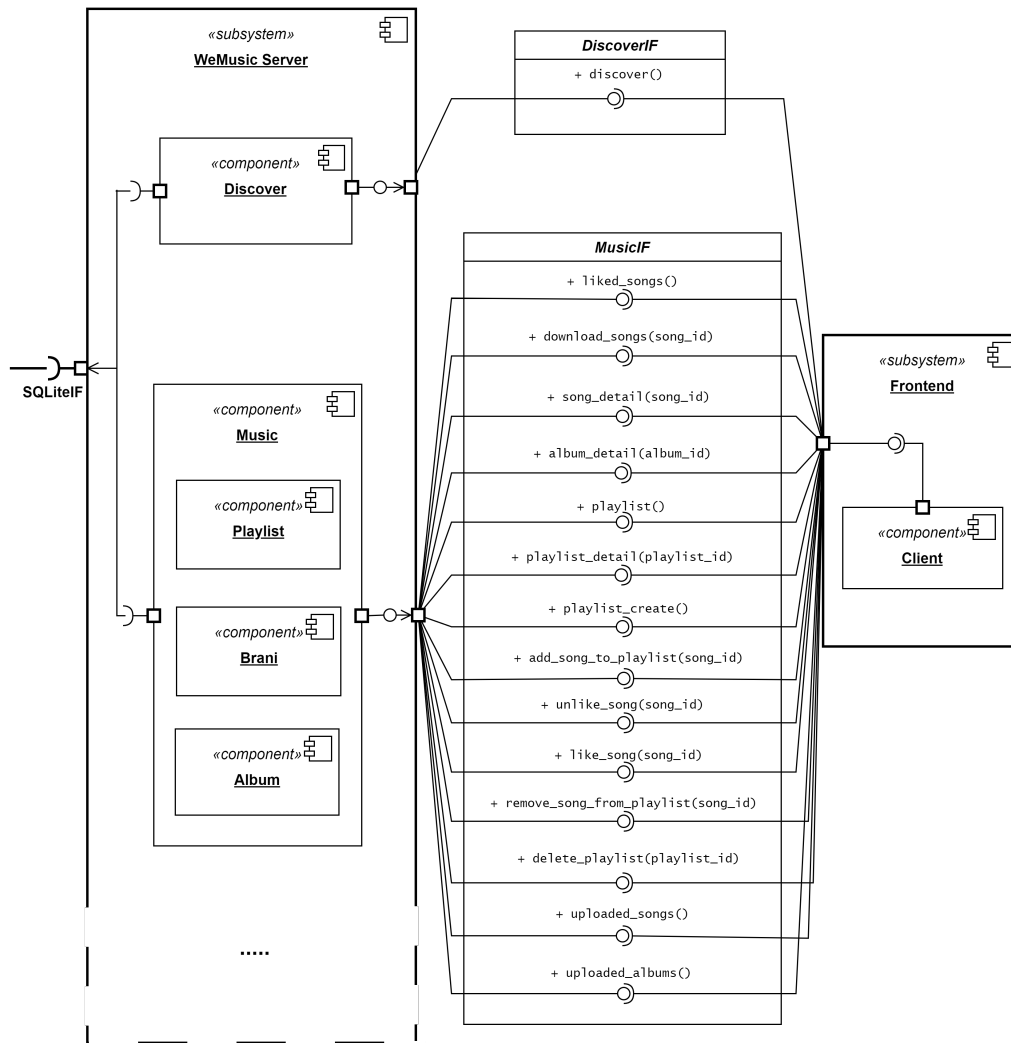 «subsystem»
WeMusic Server
«component»
Discover
SQLiteIF
«component»
Music
«component»
Playlist
«component»
Brani
«component»
Album
.....
DiscoverIF
+ discover()
MusicIF
+ liked_songs()
+ download_songs(song_id)
+ song_detail(song_id)
+ album_detail(album_id)
+ playlist()
+ playlist_detail(playlist_id)
+ playlist_create()
+ add_song_to_playlist(song_id)
+ unlike_song(song_id)
+ like_song(song_id)
+ remove_song_from_playlist(song_id)
+ delete_playlist(playlist_id)
+ uploaded_songs()
+ uploaded_albums()
«subsystem»
Frontend
«component»
Client